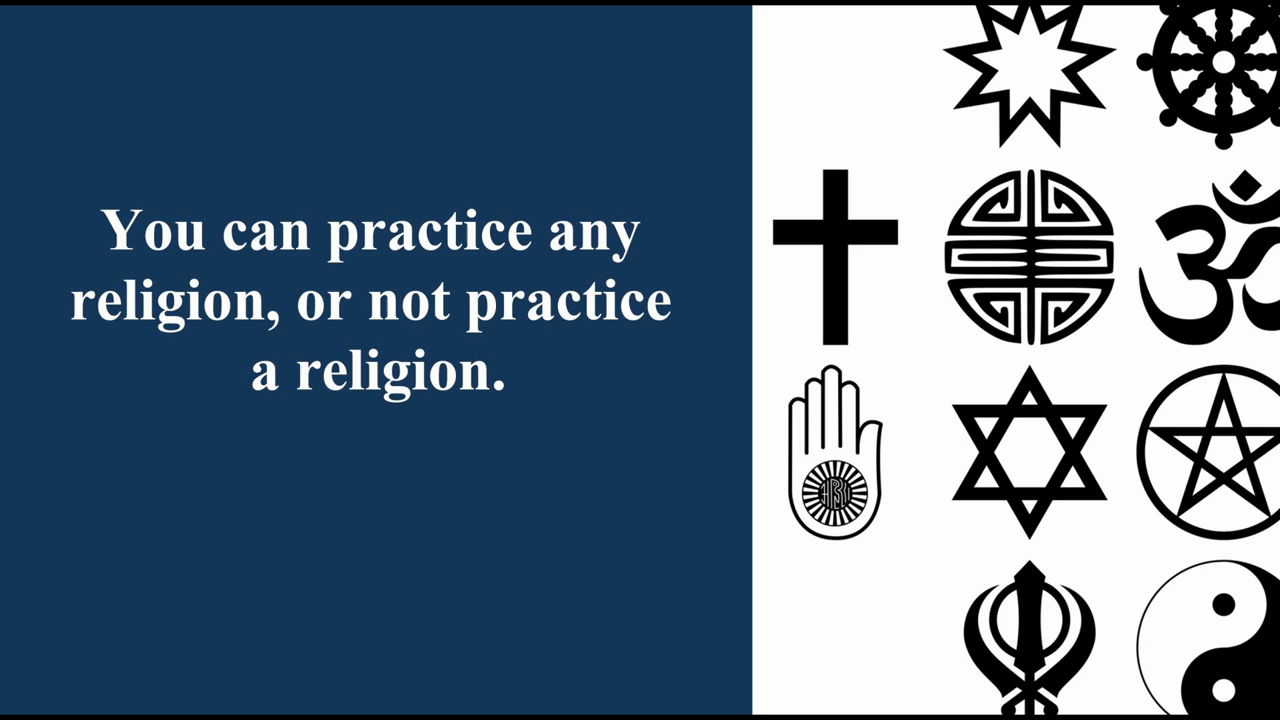 You can practice any
religion, or not practice
a religion.